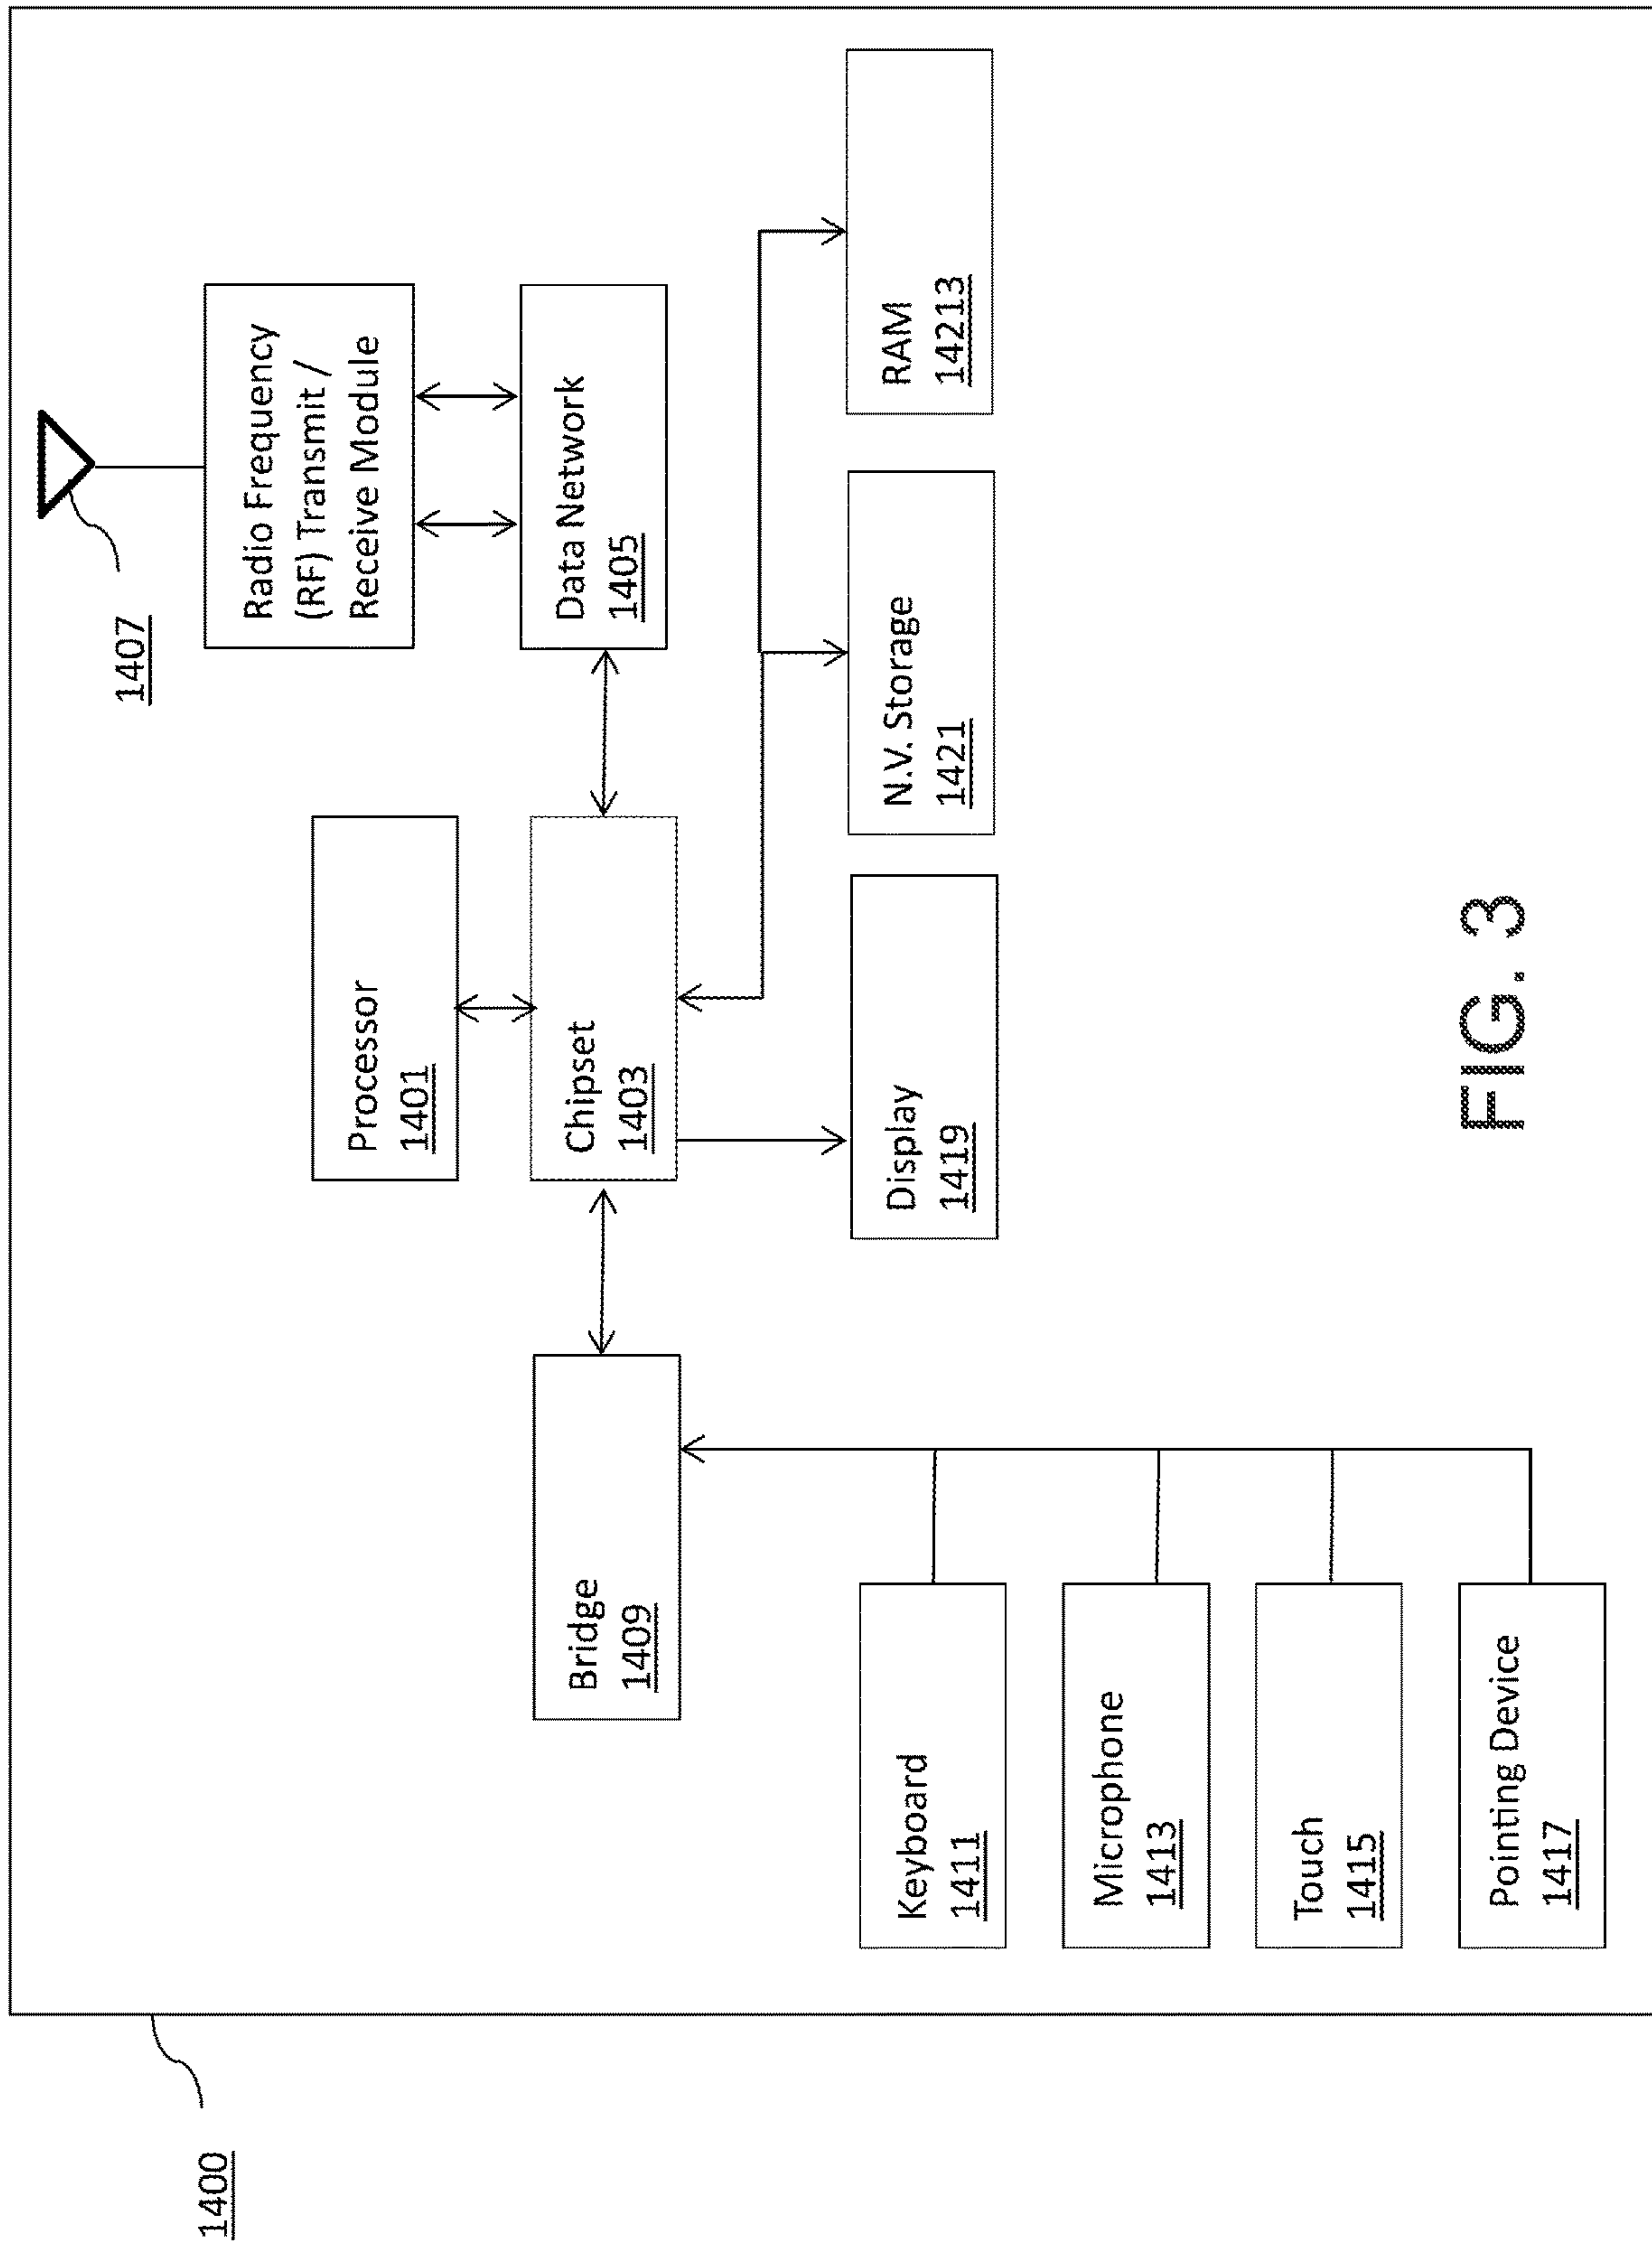 1400
1407
Radio Frequency
(RF) Transmit /
Receive Module
Processor
1401
Bridge
1409
Chipset
1403
Data Network
1405
Keyboard
1411
Display
1419
N.V. Storage
1421
RAM
14213
Microphone
1413
Touch
1415
Pointing Device
1417
FIG. 3